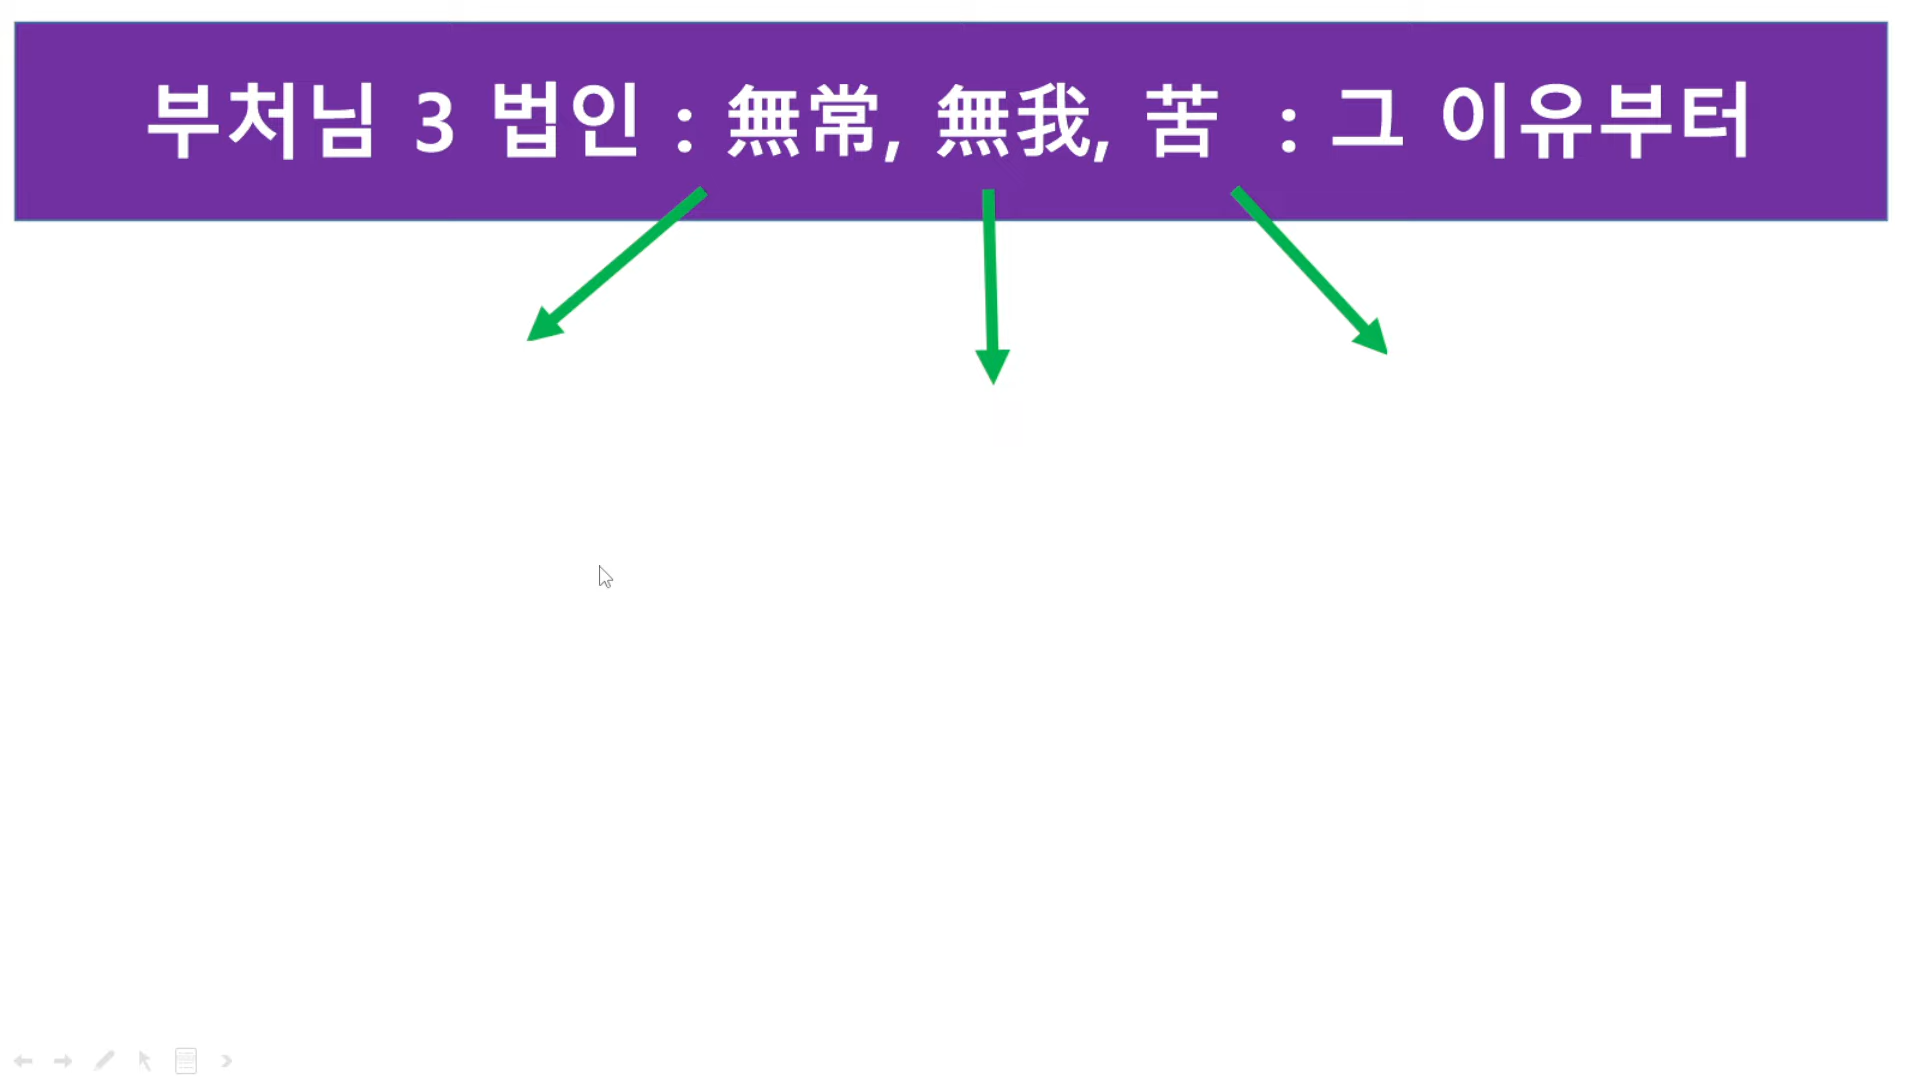 부처님 3 법인 : 無常, 無我, 苦 : 그 이유부터